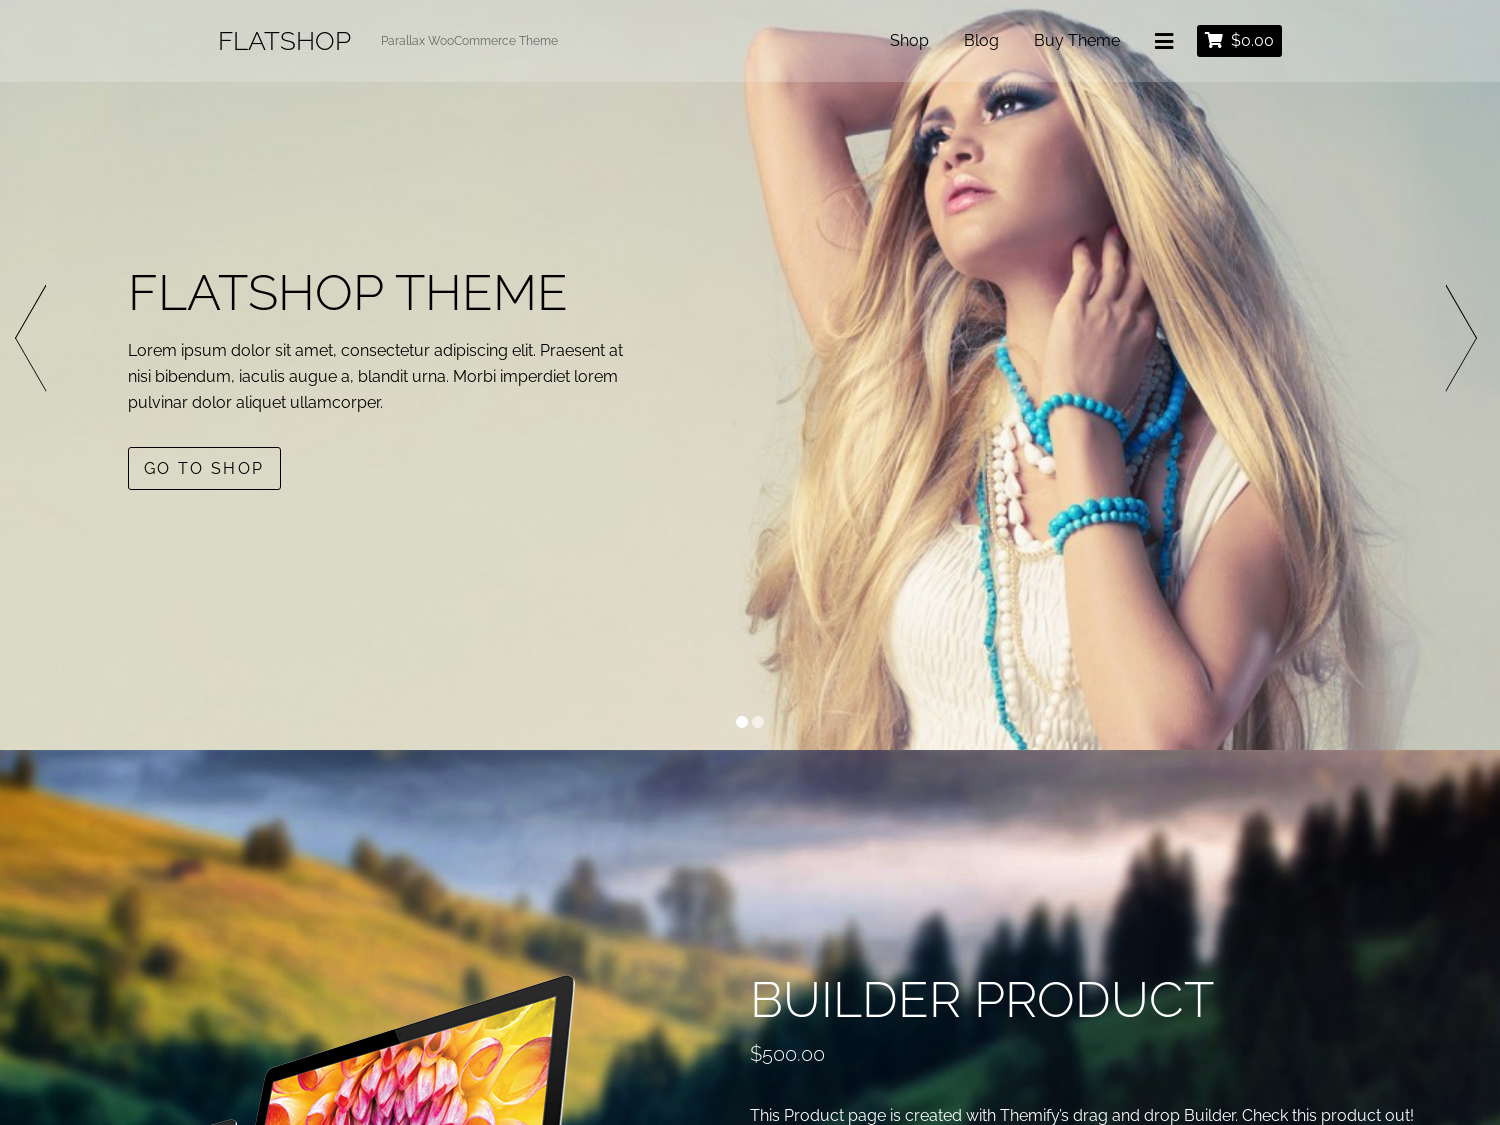 FLATSHOP
Parallax WooCommerce Theme
Shop
Blog
Buy Theme
$0.00
FLATSHOP THEME
Lorem ipsum dolor sit amet, consectetur adipiscing elit. Praesent at
nisi bibendum, iaculis augue a, blandit urna. Morbi imperdiet lorem
pulvinar dolor aliquet ullamcorper.
GO TO SHOP
BUILDER PRODUCT
$500.00
This Product page is created with Themify's drag and drop Builder. Check this product out!